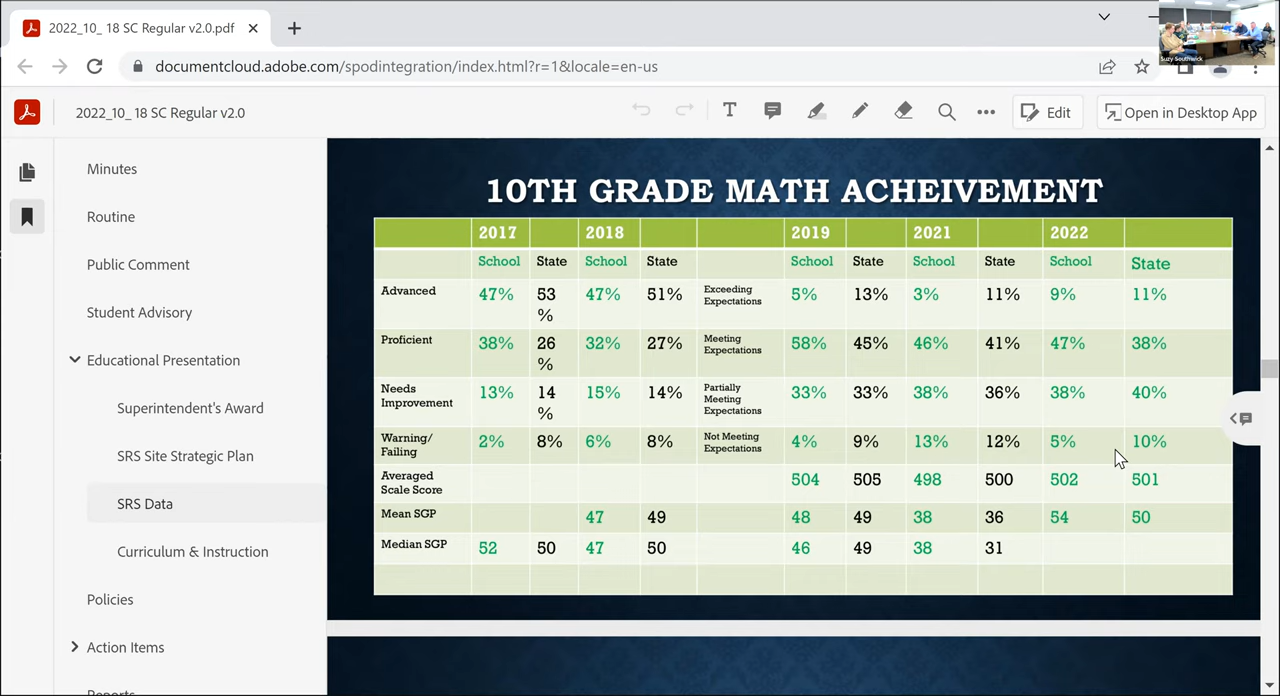 2022_10_ 18 SC Regular v2.0.pdf
Suzy Southwick
documentcloud.adobe.com/spodintegration/index.html?r=1&locale=en-us
2022_10_ 18 SC Regular v2.0
T
Edit
Open in Desktop App
Minutes
Routine
Public Comment
Student Advisory
Educational Presentation
Superintendent's Award
SRS Site Strategic Plan
SRS Data
Curriculum & Instruction
Policies
Action Items
Reports
10TH GRADE MATH ACHEIVEMENT
2017 2018 2019 2021 2022
School State School State School State School State School State
Advanced 47% 53 % 47% 51% Exceeding Expectations 5% 13% 3% 11% 9% 11%
Proficient 38% 26 % 32% 27% Meeting Expectations 58% 45% 46% 41% 47% 38%
Needs Improvement 13% 14 % 15% 14% Partially Meeting Expectations 33% 33% 38% 36% 38% 40%
Warning/ Failing 2% 8% 6% 8% Not Meeting Expectations 4% 9% 13% 12% 5% 10%
Averaged Scale Score 504 505 498 500 502 501
Mean SGP 47 49 48 49 38 36 54 50
Median SGP 52 50 47 50 46 49 38 31